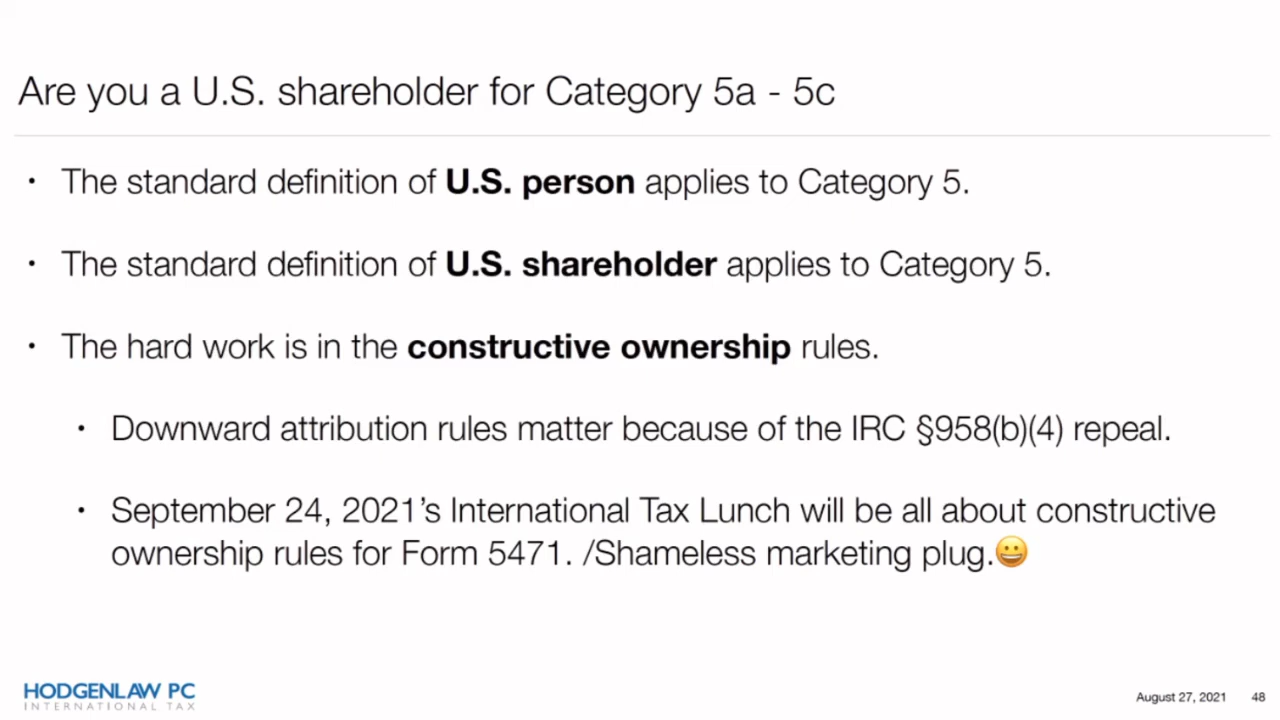 Are you a U.S. shareholder for Category 5a - 5c
• The standard definition of U.S. person applies to Category 5.
• The standard definition of U.S. shareholder applies to Category 5.
• The hard work is in the constructive ownership rules.
• Downward attribution rules matter because of the IRC §958(b)(4) repeal.
• September 24, 2021’s International Tax Lunch will be all about constructive
ownership rules for Form 5471. /Shameless marketing plug.😀
HODGENLAW PC
INTERNATIONAL TAX
August 27, 2021 48